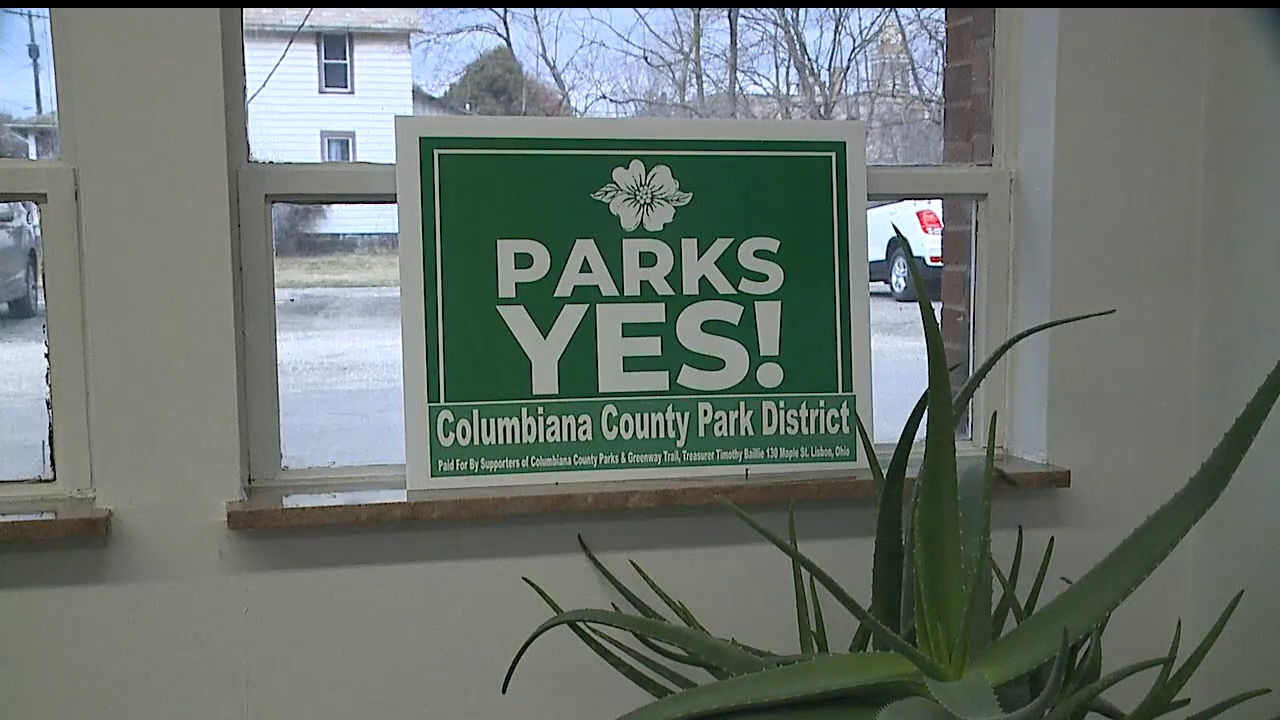 PARKS
YES!
Columbiana County Park District
Paid For By Supporters of Columbiana County Parks & Greenway Trail, Treasurer Timothy Baillie 130 Maple St. Lisbon, Ohio